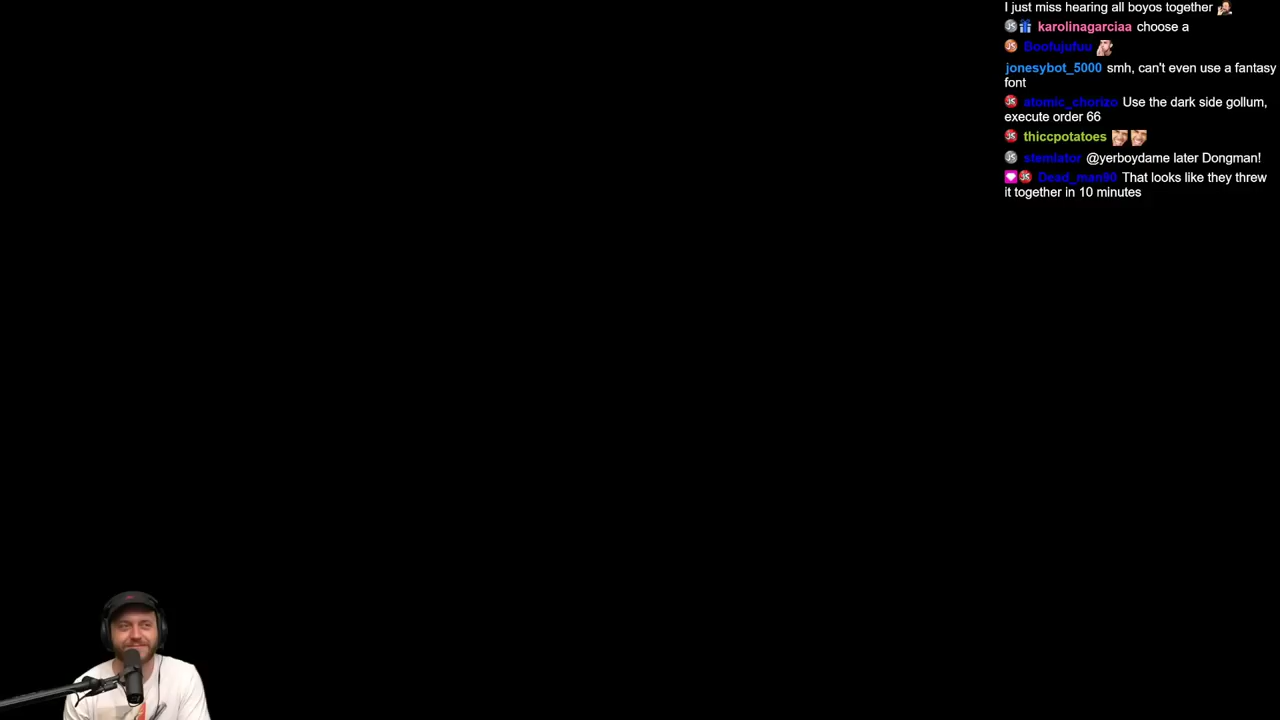 I just miss hearing all boyos together
karolinagarciaa choose a
Boofujufuu
jonesybot_5000 smh, can't even use a fantasy
font
atomic_chorizo Use the dark side gollum,
execute order 66
thiccpotatoes
stemiator @yerboydame later Dongman!
Dead_man90 That looks like they threw
it together in 10 minutes